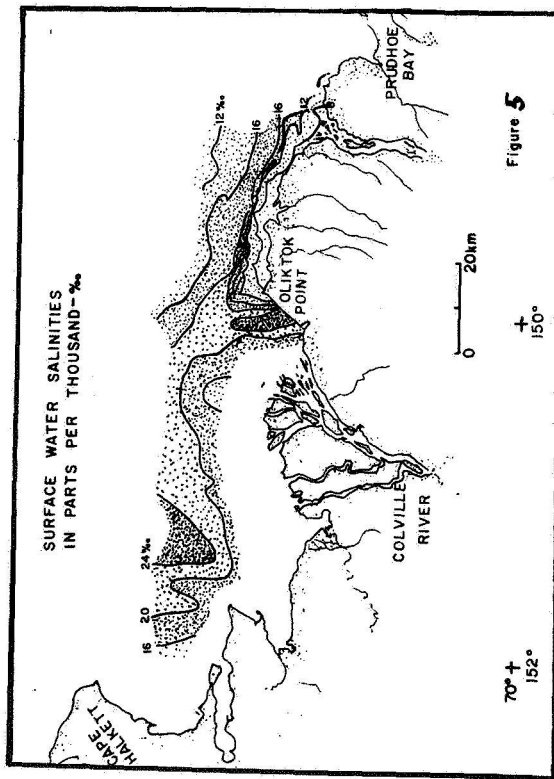 SURFACE WATER SALINITIES
IN PARTS PER THOUSAND-‰
12‰
16
16
12
8
24‰
20
16
CAPE
HALKETT
OLIKTOK
POINT
PRUDHOE
BAY
COLVILLE
RIVER
0 20km
70° +
152°
+
150°
Figure 5